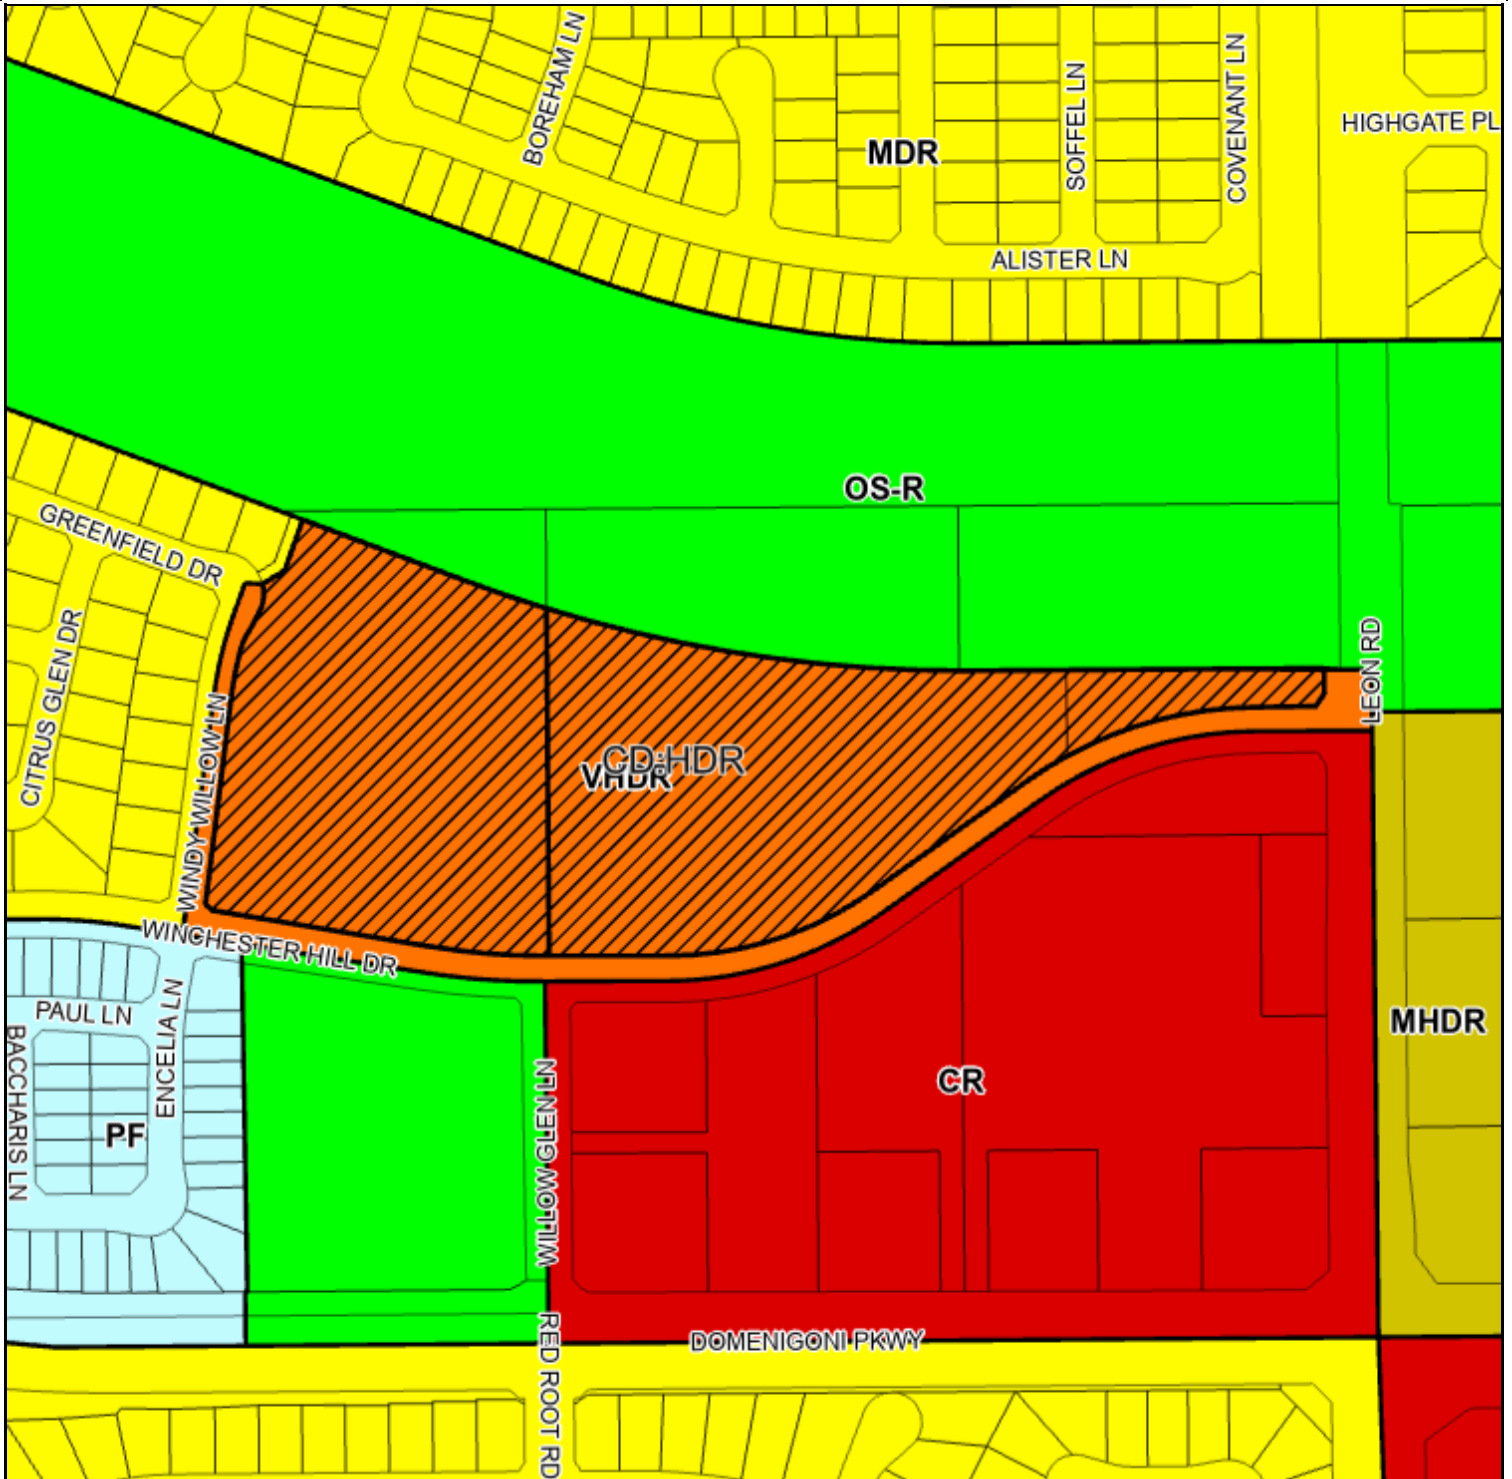 BOREHAM LN
MDR
SOFFEL LN
COVENANT LN
HIGHGATE PL
ALISTER LN
OS-R
GREENFIELD DR
CITRUS GLEN DR
LEON RD
WINDY WILLOW LN
CD:HDR
VHDR
WINCHESTER HILL DR
PAUL LN
ENCELIA LN
BACCHARIS LN
PF
MHDR
CR
WILLOW GLEN LN
DOMENIGONI PKWY
RED ROOT RD